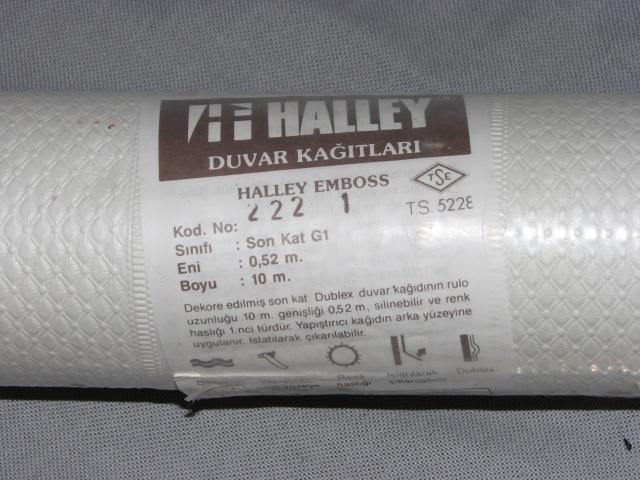 HALLEY
DUVAR KAĞITLARI
HALLEY EMBOSS
TSE
T.S. 5228
Kod. No: 222 1
Sınıfı : Son Kat G1
Eni : 0,52 m.
Boyu : 10 m.
Dekore edilmiş son kat Dublex duvar kağıdının rulo
uzunluğu 10 m. genişliği 0,52 m, silinebilir ve renk
haslığı 1.nci türdür. Yapıştırıcı kağıdın arka yüzeyine
uygulanır. Islatılarak çıkarılabilir.
Renk Islatılarak Dublex
haslığı çıkarılabilir